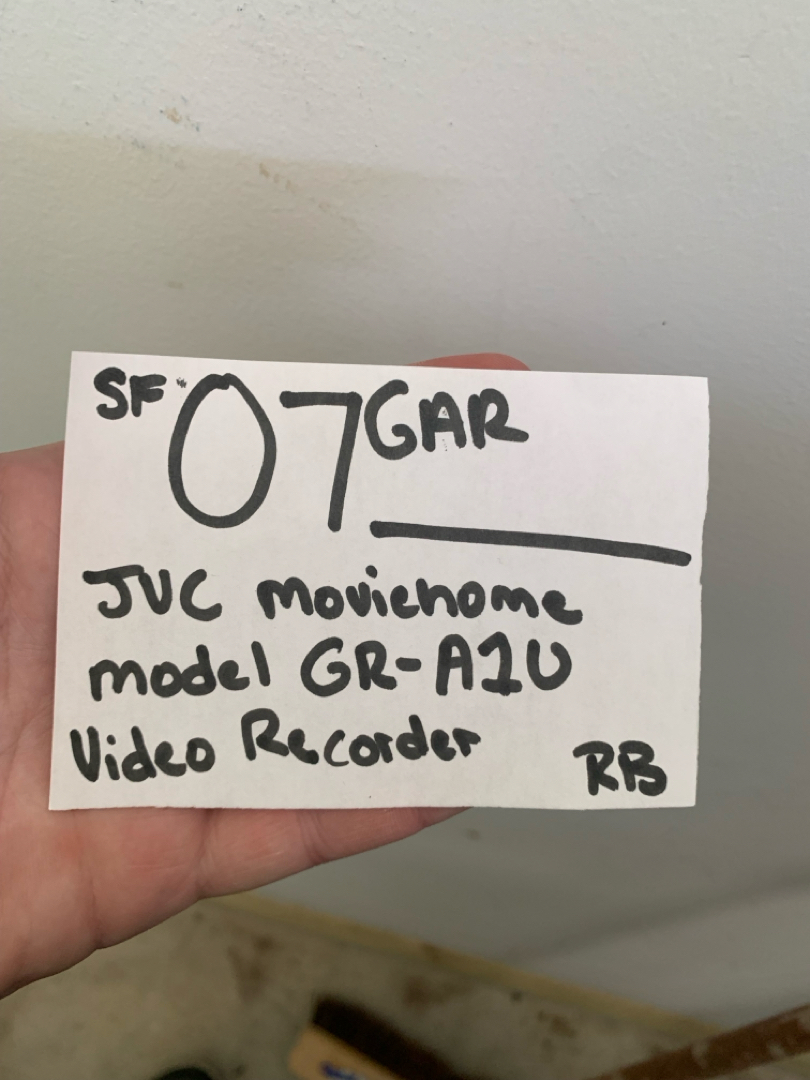 SF 07 GAR
JVC Moviehome
model GR-A1U
Video Recorder
RB